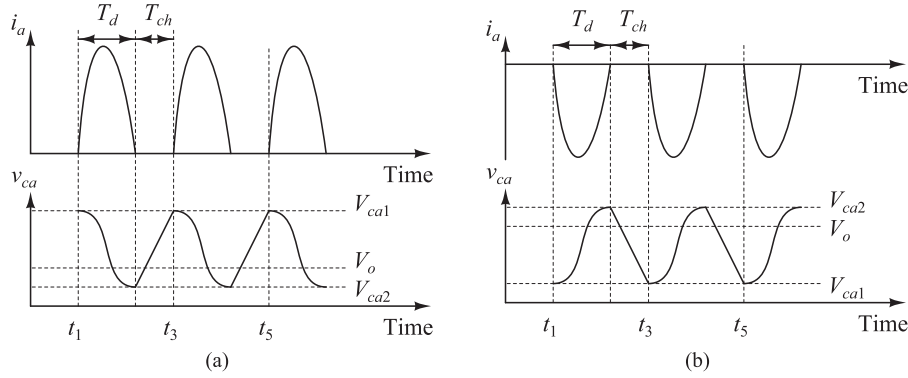 i_a
T_d
T_ch
Time
v_ca
V_ca1
V_o
V_ca2
t_1
t_3
t_5
Time
(a)
i_a
T_d
T_ch
Time
v_ca
V_ca2
V_o
V_ca1
t_1
t_3
t_5
Time
(b)